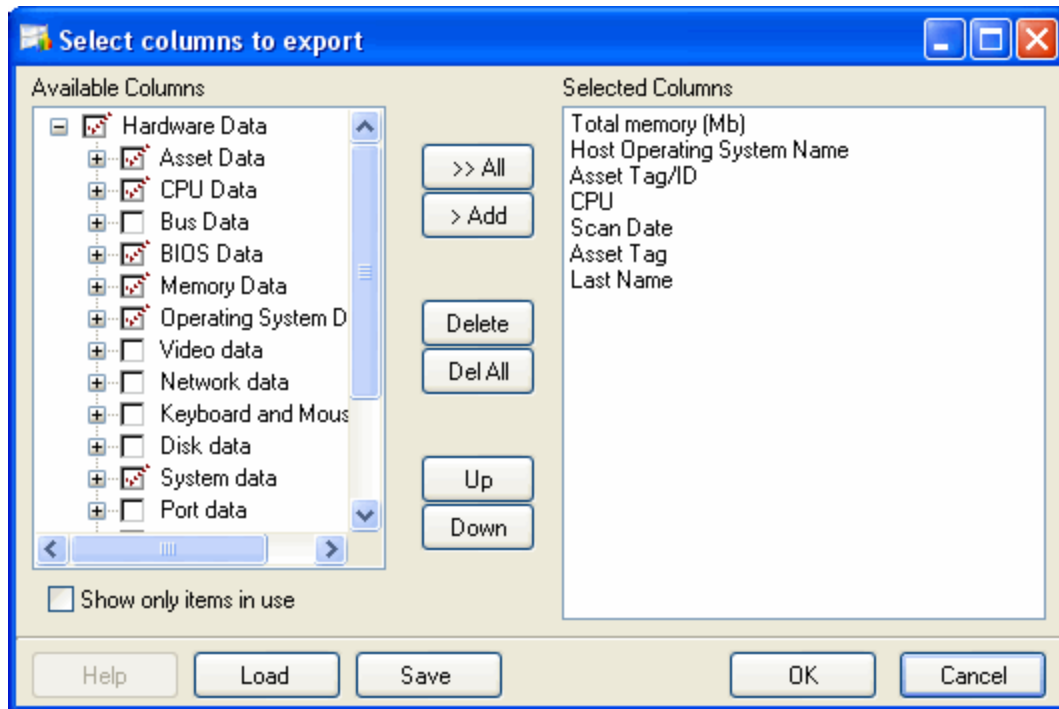 Select columns to export
Available Columns
Hardware Data
Asset Data
CPU Data
Bus Data
BIOS Data
Memory Data
Operating System D
Video data
Network data
Keyboard and Mous
Disk data
System data
Port data
Show only items in use
>> All
> Add
Delete
Del All
Up
Down
Selected Columns
Total memory (Mb)
Host Operating System Name
Asset Tag/ID
CPU
Scan Date
Asset Tag
Last Name
Help
Load
Save
OK
Cancel